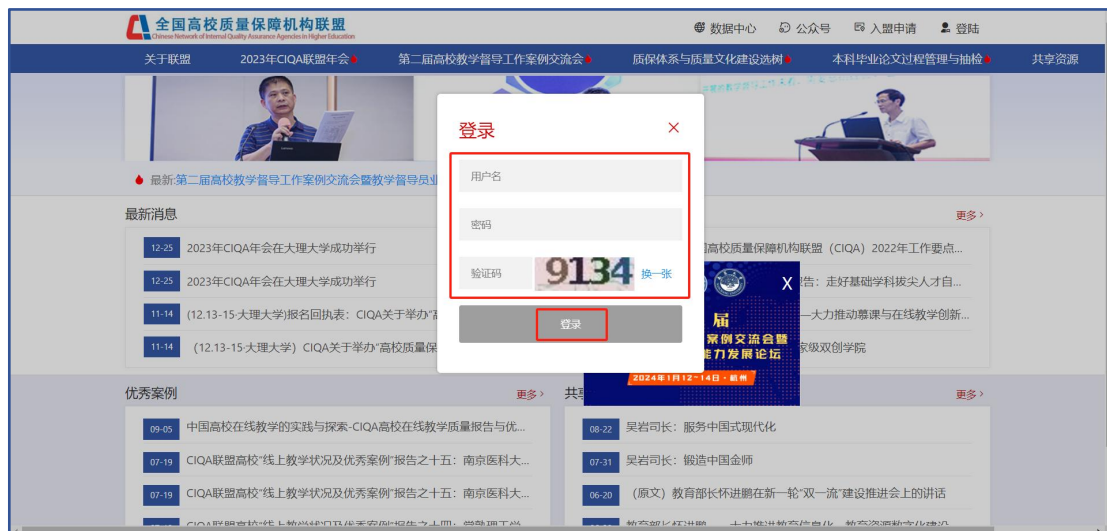 全国高校质量保障机构联盟
Chinese Network of Internal Quality Assurance Agencies in Higher Education
数据中心 公众号 入盟申请 登陆
关于联盟 2023年CIQA联盟年会 第二届高校教学督导工作案例交流会 质保体系与质量文化建设选树 本科毕业论文过程管理与抽检 共享资源
登录 ×
用户名
密码
验证码 9134 换一张
登录
最新:第二届高校教学督导工作案例交流会暨教学督导员业
最新消息 更多
12-25 2023年CIQA年会在大理大学成功举行
12-25 2023年CIQA年会在大理大学成功举行
11-14 (12.13-15·大理大学)报名回执表：CIQA关于举办“高
11-14 (12.13-15·大理大学) CIQA关于举办“高校质量保
高校质量保障机构联盟（CIQA）2022年工作要点...
告：走好基础学科拔尖人才自...
—大力推动慕课与在线教学创新...
家级双创学院
X
届
案例交流会暨
能力发展论坛
2024年1月12-14日·杭州
优秀案例 更多
09-05 中国高校在线教学的实践与探索-CIQA高校在线教学质量报告与优...
07-19 CIQA联盟高校“线上教学状况及优秀案例”报告之十五：南京医科大...
07-19 CIQA联盟高校“线上教学状况及优秀案例”报告之十五：南京医科大...
共享 更多
08-22 吴岩司长：服务中国式现代化
07-31 吴岩司长：锻造中国金师
06-20 （原文）教育部长怀进鹏在新一轮“双一流”建设推进会上的讲话